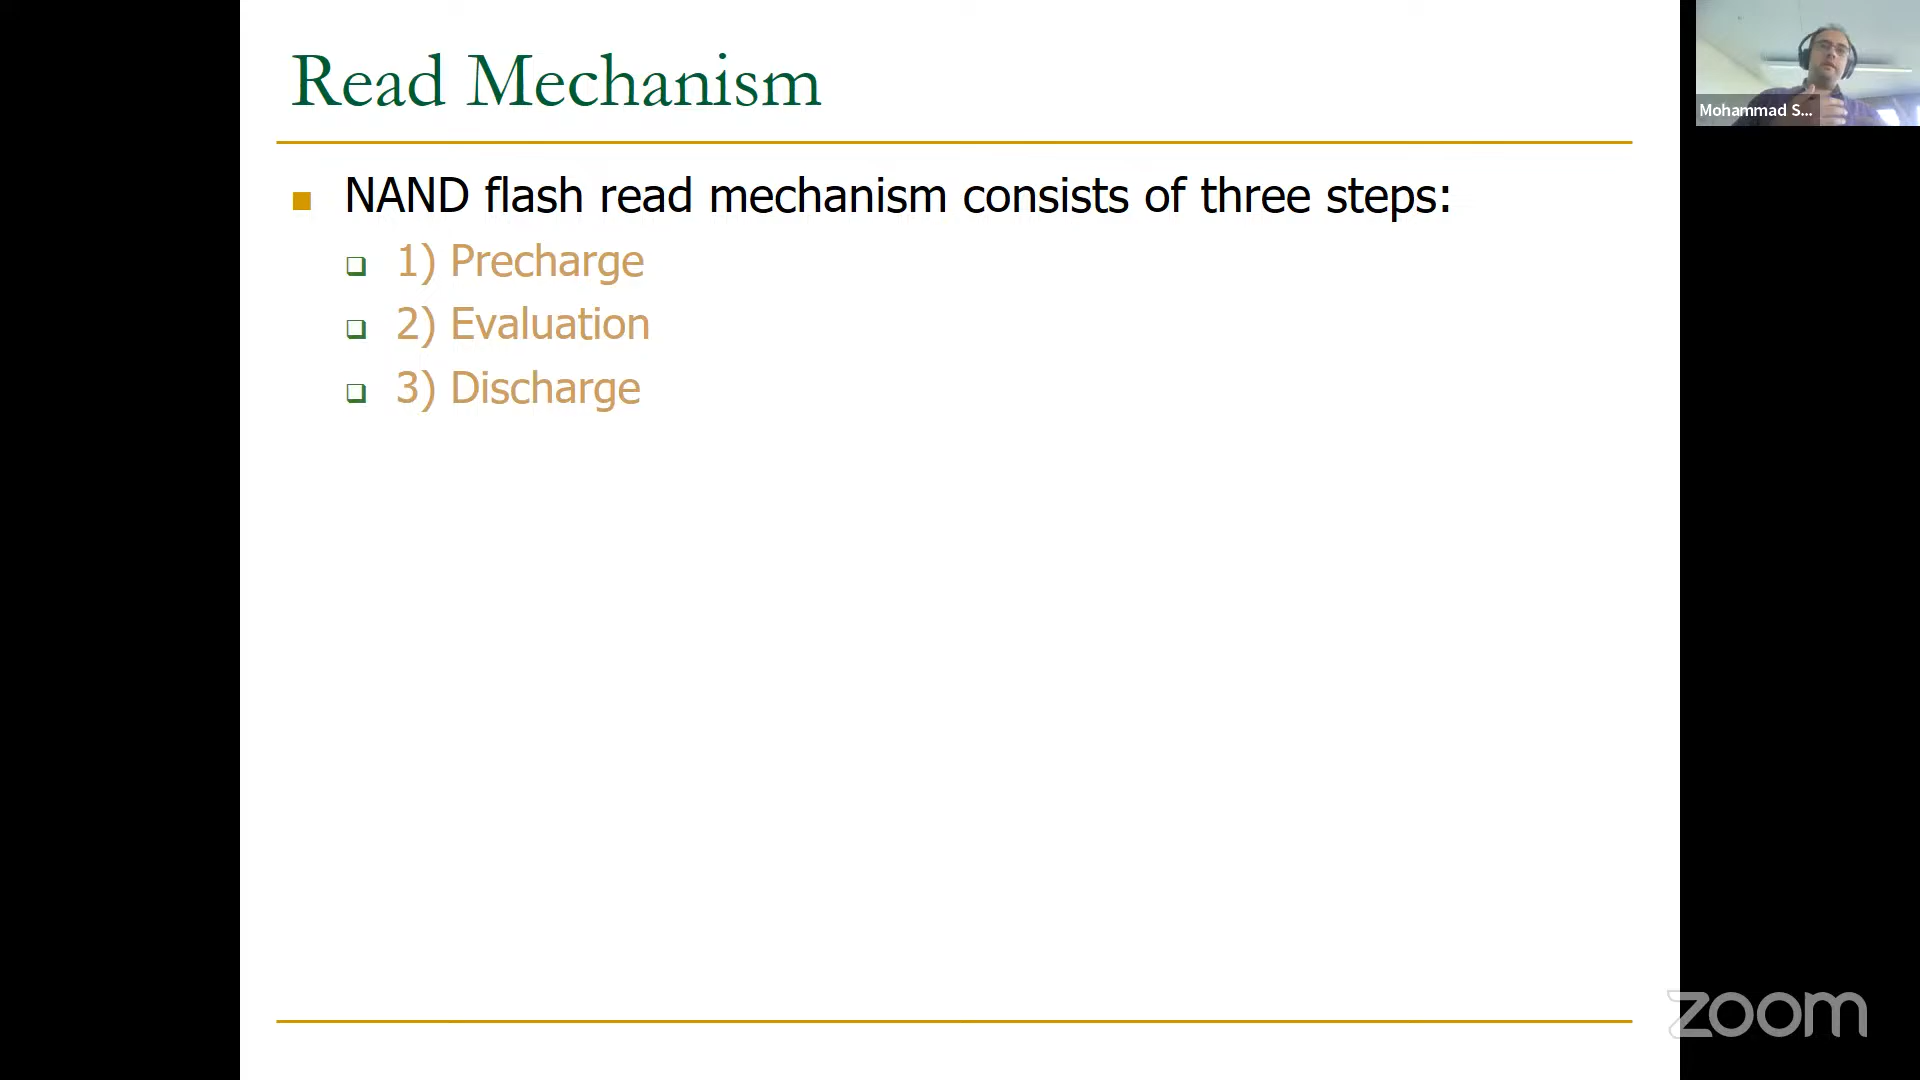 Read Mechanism
NAND flash read mechanism consists of three steps:
1) Precharge
2) Evaluation
3) Discharge
Mohammad S...
zoom